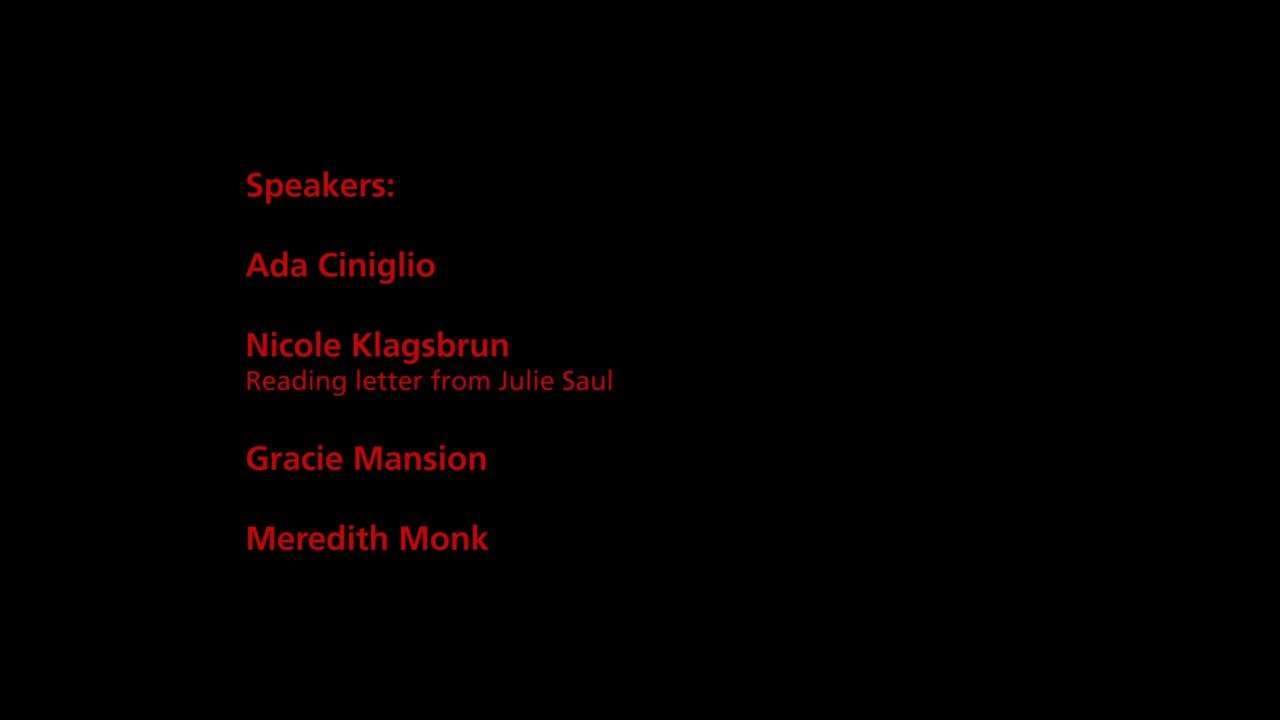 Speakers:
Ada Ciniglio
Nicole Klagsbrun
Reading letter from Julie Saul
Gracie Mansion
Meredith Monk